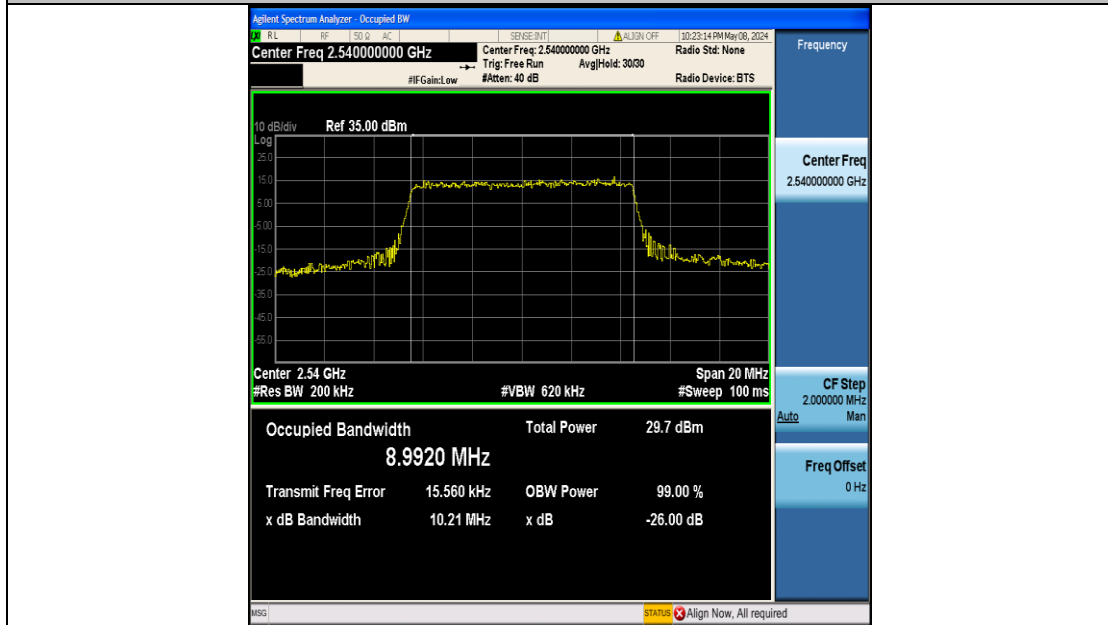 Agilent Spectrum Analyzer - Occupied BW
RL RF 50 Ω AC SENSE:INT ALIGN OFF 10:23:14 PM May 08, 2024
Center Freq 2.540000000 GHz
Center Freq: 2.540000000 GHz
Radio Std: None
Trig: Free Run
Avg|Hold: 30/30
#IFGain:Low
#Atten: 40 dB
Radio Device: BTS
10 dB/div
Ref 35.00 dBm
Log
25.0
15.0
5.00
-5.00
-15.0
-25.0
-35.0
-45.0
-55.0
Center 2.54 GHz
Span 20 MHz
#Res BW 200 kHz
#VBW 620 kHz
#Sweep 100 ms
Occupied Bandwidth
8.9920 MHz
Total Power 29.7 dBm
Transmit Freq Error 15.560 kHz
OBW Power 99.00 %
x dB Bandwidth 10.21 MHz
x dB -26.00 dB
Frequency
Center Freq
2.540000000 GHz
CF Step
2.000000 MHz
Auto Man
Freq Offset
0 Hz
MSG
STATUS
Align Now, All required